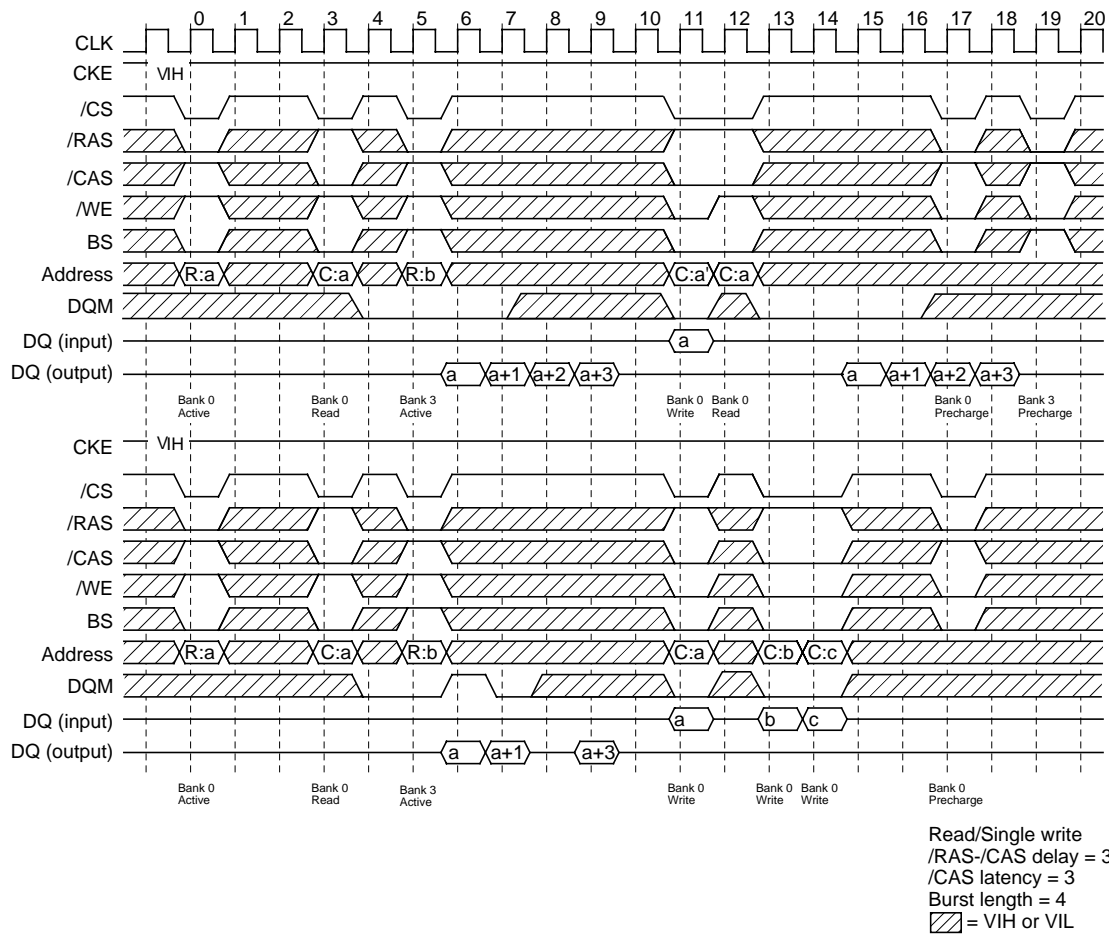 0 1 2 3 4 5 6 7 8 9 10 11 12 13 14 15 16 17 18 19 20
CLK
CKE VIH
/CS
/RAS
/CAS
/WE
BS
Address R:a C:a R:b C:a' C:a
DQM
DQ (input) a
DQ (output) a a+1 a+2 a+3 a a+1 a+2 a+3
Bank 0 Bank 0 Bank 3 Bank 0 Bank 0 Bank 0 Bank 3
Active Read Active Write Read Precharge Precharge
CKE VIH
/CS
/RAS
/CAS
/WE
BS
Address R:a C:a R:b C:a C:b C:c
DQM
DQ (input) a b c
DQ (output) a a+1 a+3
Bank 0 Bank 0 Bank 3 Bank 0 Bank 0 Bank 0 Bank 0
Active Read Active Write Write Write Precharge
Read/Single write
/RAS-/CAS delay = 3
/CAS latency = 3
Burst length = 4
= VIH or VIL